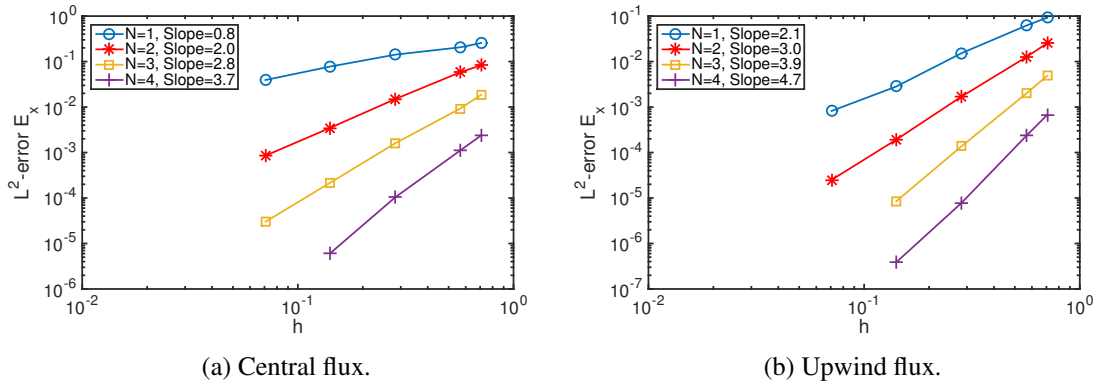 10^0
10^-1
10^-2
10^-3
10^-4
10^-5
10^-6
L^2-error E_x
N=1, Slope=0.8
N=2, Slope=2.0
N=3, Slope=2.8
N=4, Slope=3.7
10^-2
10^-1
10^0
h
(a) Central flux.
10^-1
10^-2
10^-3
10^-4
10^-5
10^-6
10^-7
L^2-error E_x
N=1, Slope=2.1
N=2, Slope=3.0
N=3, Slope=3.9
N=4, Slope=4.7
10^-2
10^-1
10^0
h
(b) Upwind flux.